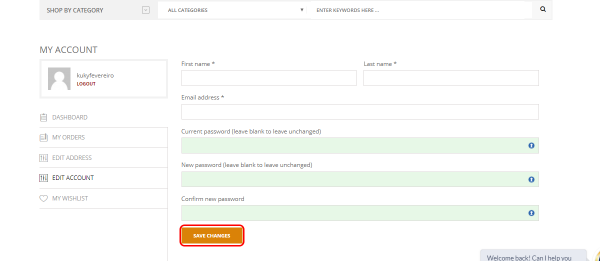 SHOP BY CATEGORY
ALL CATEGORIES
ENTER KEYWORDS HERE ...
MY ACCOUNT
kukyfevereiro
LOGOUT
DASHBOARD
MY ORDERS
EDIT ADDRESS
EDIT ACCOUNT
MY WISHLIST
First name *
Last name *
Email address *
Current password (leave blank to leave unchanged)
New password (leave blank to leave unchanged)
Confirm new password
SAVE CHANGES
Welcome back! Can I help you